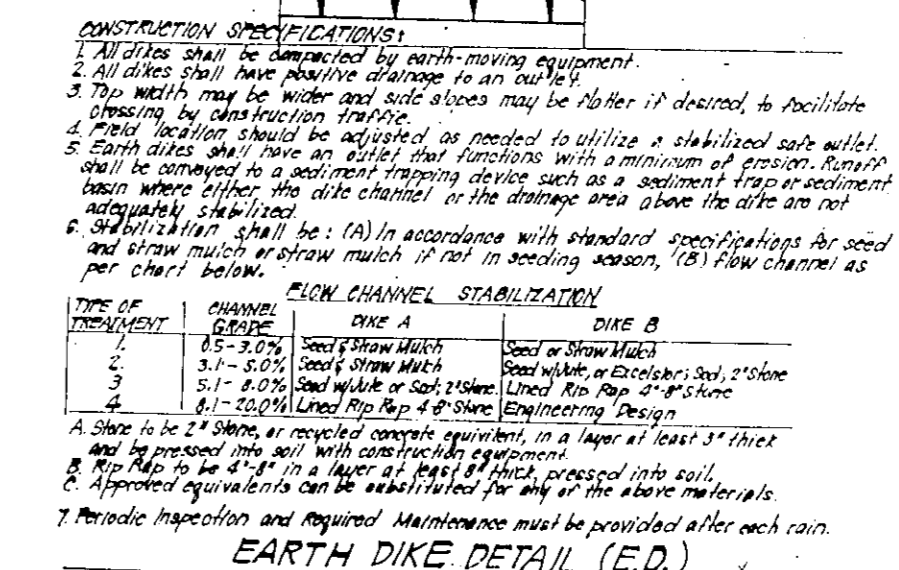 CONSTRUCTION SPECIFICATIONS:
1. All dikes shall be compacted by earth-moving equipment.
2. All dikes shall have positive drainage to an outlet.
3. Top width may be wider and side slopes may be flatter if desired, to facilitate
crossing by construction traffic.
4. Field location should be adjusted as needed to utilize a stabilized safe outlet.
5. Earth dikes shall have an outlet that functions with a minimum of erosion. Runoff
shall be conveyed to a sediment trapping device such as a sediment trap or sediment
basin where either the dike channel or the drainage area above the dike are not
adequately stabilized.
6. Stabilization shall be: (A) In accordance with standard specifications for seed
and straw mulch or straw mulch if not in seeding season, (B) flow channel as
per chart below.
FLOW CHANNEL STABILIZATION
TYPE OF TREATMENT CHANNEL GRADE DIKE A DIKE B
1. 0.5-3.0% Seed & Straw Mulch Seed or Straw Mulch
2. 3.1-5.0% Seed & Straw Mulch Seed w/Jute, or Excelsior; Sod; 2" Stone
3 5.1-8.0% Seed w/Jute or Sod; 2" Stone Lined Rip Rap 4"-8" Stone
4 8.1-20.0% Lined Rip Rap 4-8" Stone Engineering Design
A. Stone to be 2" Stone, or recycled concrete equivilent, in a layer at least 3" thick
and be pressed into soil with construction equipment.
B. Rip Rap to be 4"-8" in a layer at least 8" thick, pressed into soil.
C. Approved equivalents can be substituted for any of the above materials.
7. Periodic Inspection and Required Maintenance must be provided after each rain.
EARTH DIKE DETAIL (E.D.)